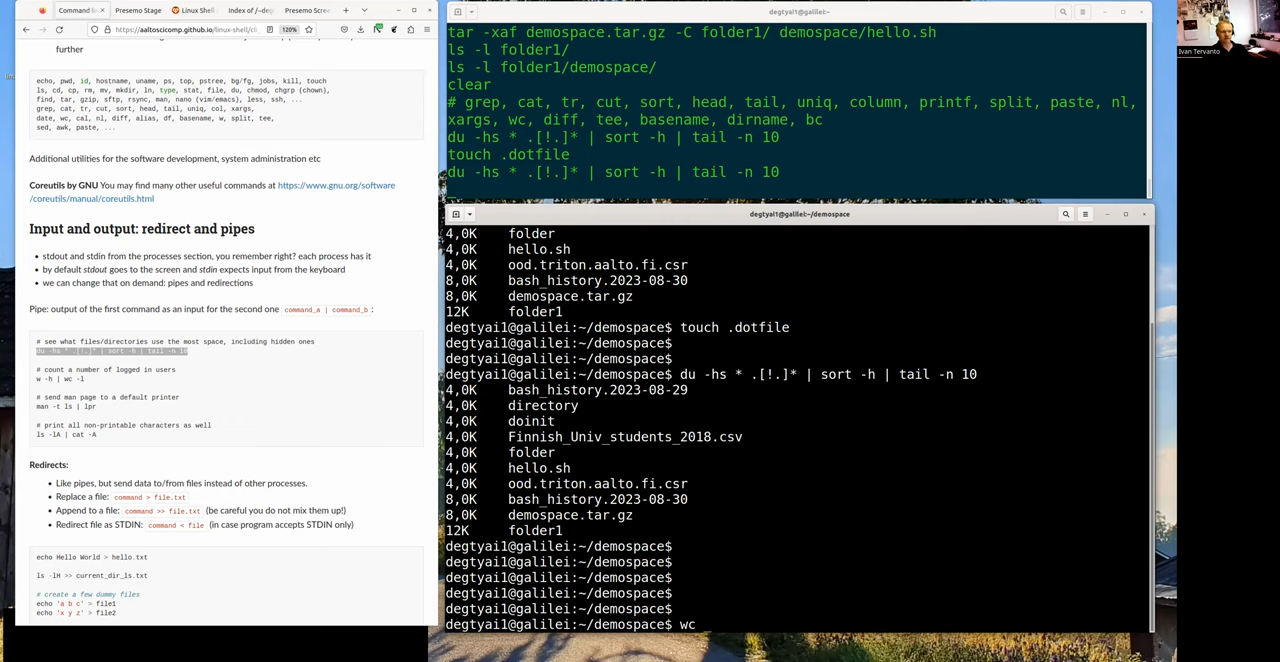 Command li
Presemo Stage
Linux Shell
Index of /~deg
Presemo Scree
https://aaltoscicomp.github.io/linux-shell/cli_
120%
further
echo, pwd, id, hostname, uname, ps, top, pstree, bg/fg, jobs, kill, touch
ls, cd, cp, rm, mv, mkdir, ln, type, stat, file, du, chmod, chgrp (chown),
find, tar, gzip, sftp, rsync, man, nano (vim/emacs), less, ssh, ...
grep, cat, tr, cut, sort, head, tail, uniq, col, xargs,
date, wc, cal, nl, diff, alias, df, basename, w, split, tee,
sed, awk, paste, ...
Additional utilities for the software development, system administration etc
Coreutils by GNU You may find many other useful commands at https://www.gnu.org/software
/coreutils/manual/coreutils.html
Input and output: redirect and pipes
• stdout and stdin from the processes section, you remember right? each process has it
• by default stdout goes to the screen and stdin expects input from the keyboard
• we can change that on demand: pipes and redirections
Pipe: output of the first command as an input for the second one command_a | command_b :
# see what files/directories use the most space, including hidden ones
du -hs * .[!.]* | sort -h | tail -n 10
# count a number of logged in users
w -h | wc -l
# send man page to a default printer
man -t ls | lpr
# print all non-printable characters as well
ls -lA | cat -A
Redirects:
• Like pipes, but send data to/from files instead of other processes.
• Replace a file: command > file.txt
• Append to a file: command >> file.txt (be careful you do not mix them up!)
• Redirect file as STDIN: command < file (in case program accepts STDIN only)
echo Hello World > hello.txt
ls -lH >> current_dir_ls.txt
# create a few dummy files
echo 'a b c' > file1
echo 'x y z' > file2
degtyai1@galilei:~
tar -xaf demospace.tar.gz -C folder1/ demospace/hello.sh
ls -l folder1/
ls -l folder1/demospace/
clear
# grep, cat, tr, cut, sort, head, tail, uniq, column, printf, split, paste, nl,
xargs, wc, diff, tee, basename, dirname, bc
du -hs * .[!.]* | sort -h | tail -n 10
touch .dotfile
du -hs * .[!.]* | sort -h | tail -n 10
degtyai1@galilei:~/demospace
4,0K folder
4,0K hello.sh
4,0K ood.triton.aalto.fi.csr
8,0K bash_history.2023-08-30
8,0K demospace.tar.gz
12K folder1
degtyai1@galilei:~/demospace$ touch .dotfile
degtyai1@galilei:~/demospace$
degtyai1@galilei:~/demospace$
degtyai1@galilei:~/demospace$ du -hs * .[!.]* | sort -h | tail -n 10
4,0K bash_history.2023-08-29
4,0K directory
4,0K doinit
4,0K Finnish_Univ_students_2018.csv
4,0K folder
4,0K hello.sh
4,0K ood.triton.aalto.fi.csr
8,0K bash_history.2023-08-30
8,0K demospace.tar.gz
12K folder1
degtyai1@galilei:~/demospace$
degtyai1@galilei:~/demospace$
degtyai1@galilei:~/demospace$
degtyai1@galilei:~/demospace$
degtyai1@galilei:~/demospace$
degtyai1@galilei:~/demospace$ wc
Ivan Tervanto